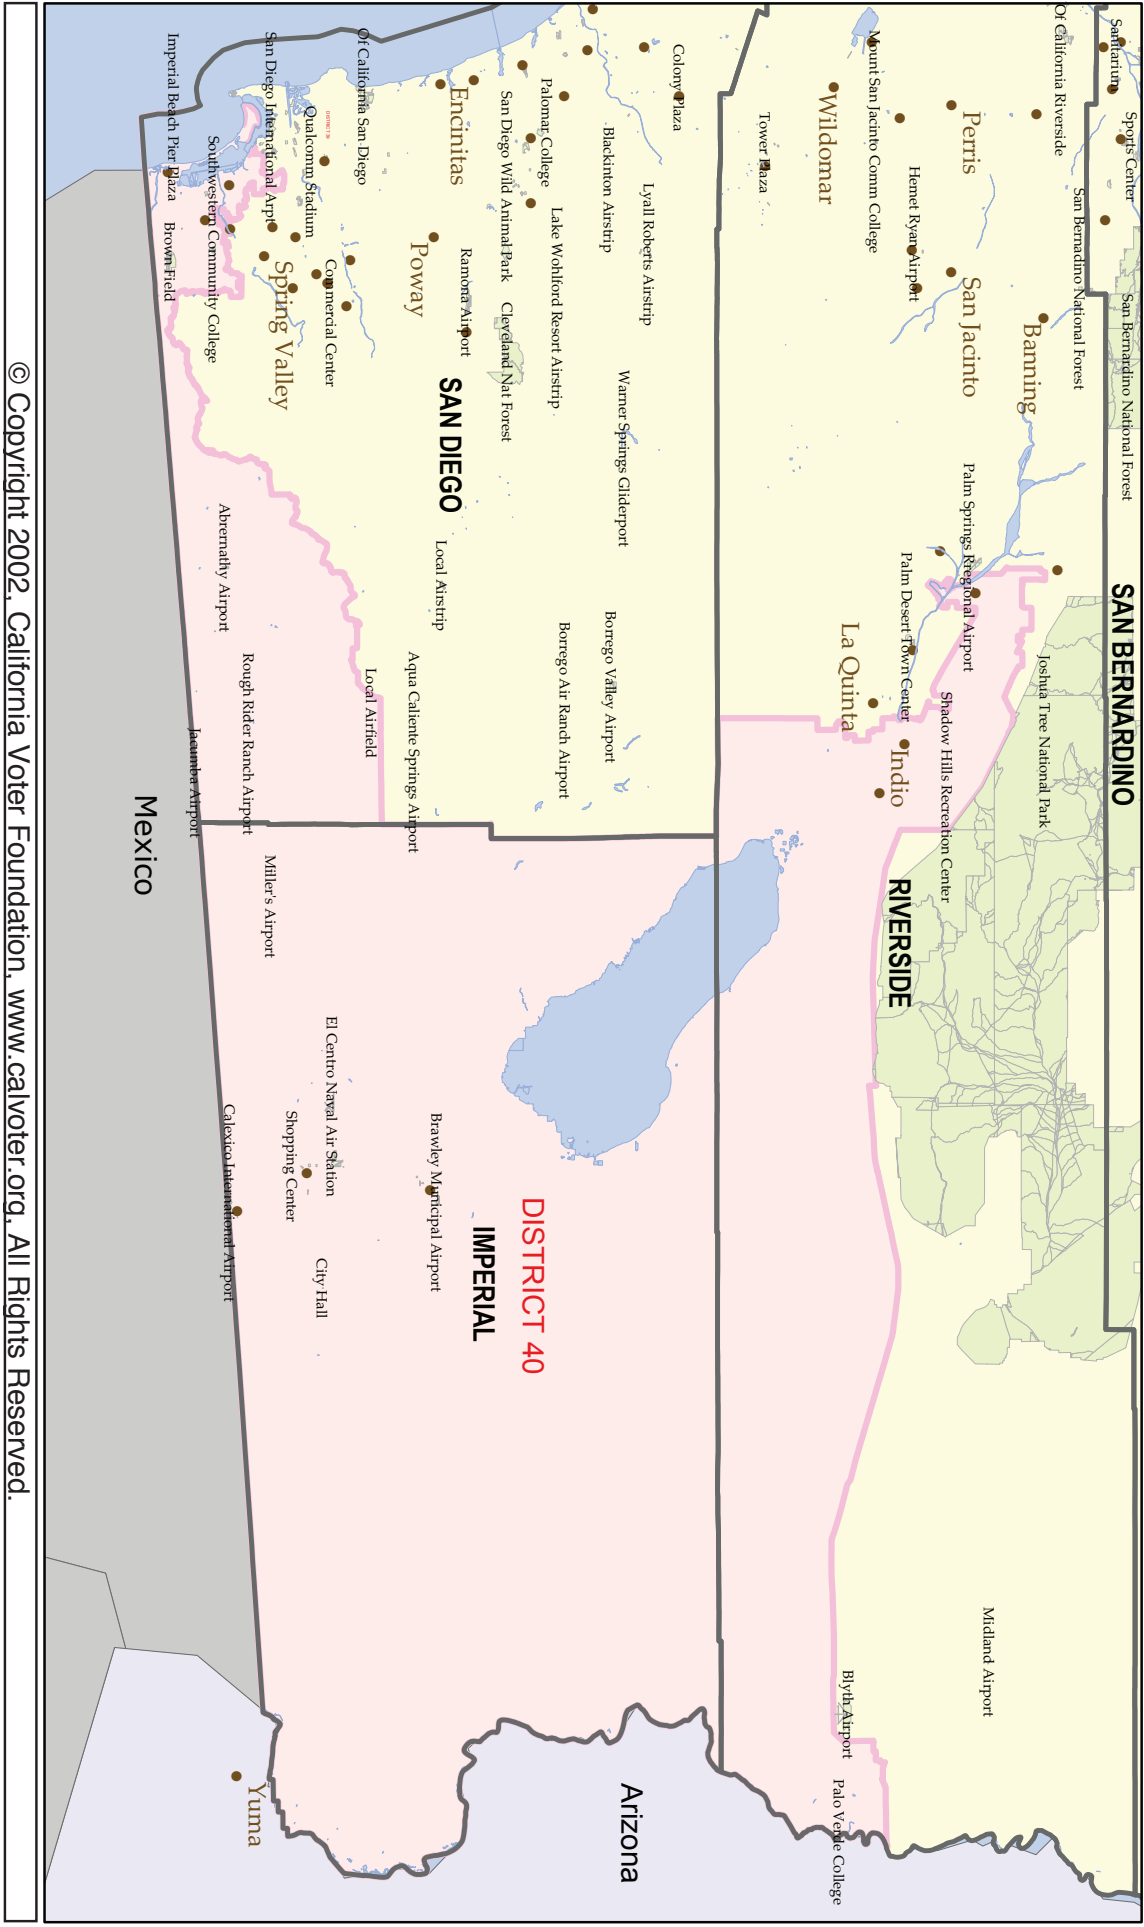 Sanitarium
Sports Center
San Bernardino National Forest
SAN BERNARDINO
Of California Riverside
San Bernadino National Forest
Banning
Joshua Tree National Park
Perris
San Jacinto
Palm Springs Rregional Airport
Shadow Hills Recreation Center
Midland Airport
Mount San Jacinto Comm College
Hemet Ryan Airport
Palm Desert Town Center
Indio
RIVERSIDE
Wildomar
La Quinta
Blyth Airport
Palo Verde College
Tower Plaza
Colony Plaza
Lyall Roberts Airstrip
Warner Springs Gliderport
Borrego Valley Airport
Arizona
Blackinton Airstrip
Borrego Air Ranch Airport
Palomar College
Lake Wohlford Resort Airstrip
DISTRICT 40
San Diego Wild Animal Park
Cleveland Nat Forest
IMPERIAL
Encinitas
Ramona Airport
SAN DIEGO
Local Airstrip
Brawley Municipal Airport
Poway
Aqua Caliente Springs Airport
Of California San Diego
Local Airfield
Qualcomm Stadium
Commercial Center
El Centro Naval Air Station
City Hall
San Diego International Arpt
Spring Valley
Miller's Airport
Shopping Center
Southwestern Community College
Abrernathy Airport
Rough Rider Ranch Airport
Calexico International Airport
Yuma
Imperial Beach Pier Plaza
Brown Field
Jacumba Airport
Mexico
© Copyright 2002, California Voter Foundation, www.calvoter.org, All Rights Reserved.